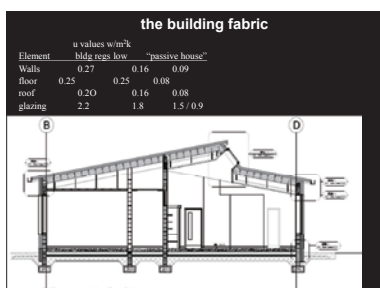 the building fabric
u values w/m²k
Element bldg regs low "passive house"
Walls 0.27 0.16 0.09
floor 0.25 0.25 0.08
roof 0.2O 0.16 0.08
glazing 2.2 1.8 1.5 / 0.9
B D